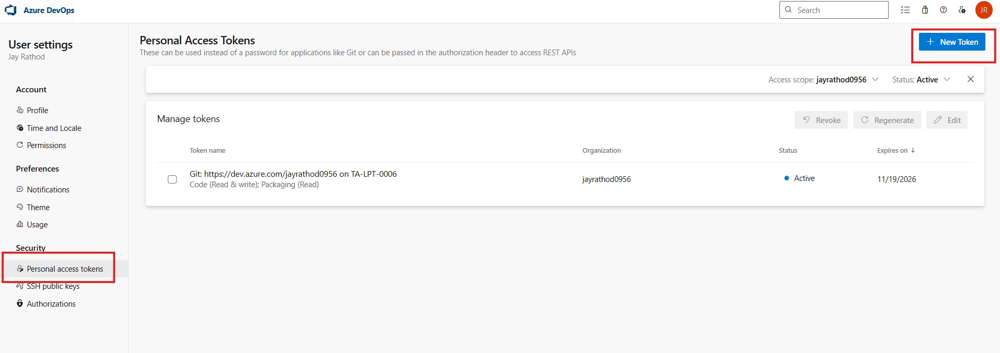 Azure DevOps
Search
JR
User settings
Jay Rathod
Account
Profile
Time and Locale
Permissions
Preferences
Notifications
Theme
Usage
Security
Personal access tokens
SSH public keys
Authorizations
Personal Access Tokens
These can be used instead of a password for applications like Git or can be passed in the authorization header to access REST APIs
New Token
Access scope: jayrathod0956 Status: Active
Manage tokens
Revoke Regenerate Edit
Token name Organization Status Expires on
Git: https://dev.azure.com/jayrathod0956 on TA-LPT-0006
Code (Read & write); Packaging (Read)
jayrathod0956 Active 11/19/2026